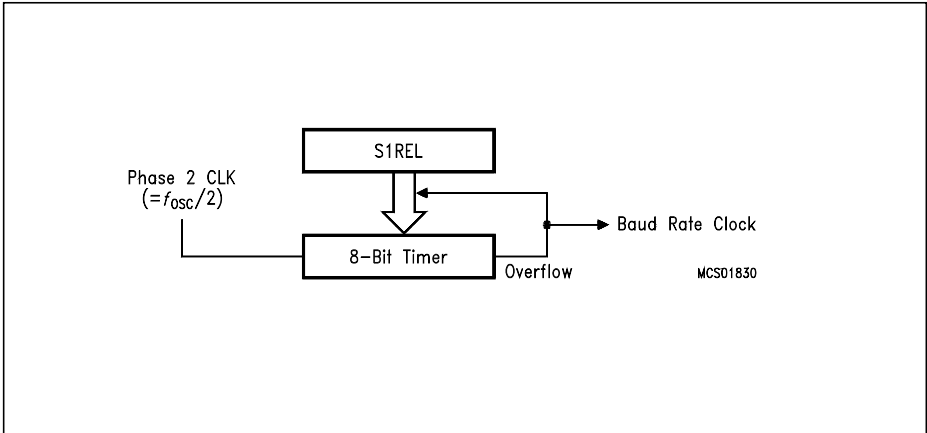 S1REL
Phase 2 CLK
(=fOSC/2)
Baud Rate Clock
8-Bit Timer
Overflow
MCS01830